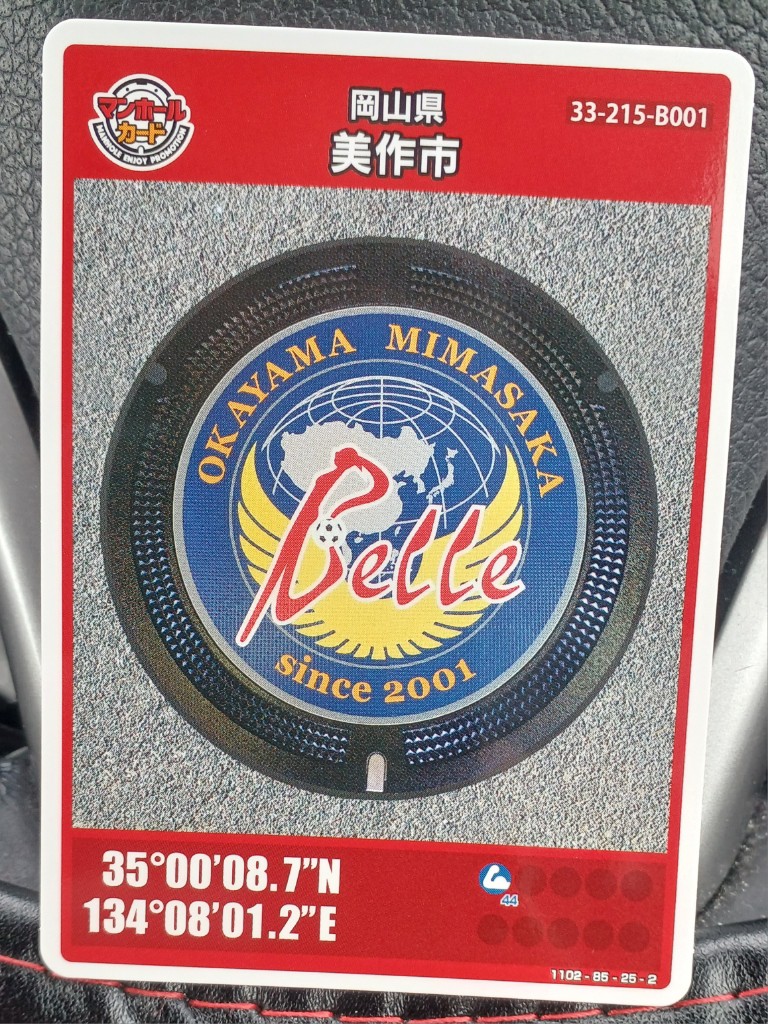 マンホール
カード
MANHOLE ENJOY PROMOTION
岡山県
美作市
33-215-B001
OKAYAMA MIMASAKA
Belle
since 2001
35°00'08.7"N
134°08'01.2"E
44
1102-85-25-2